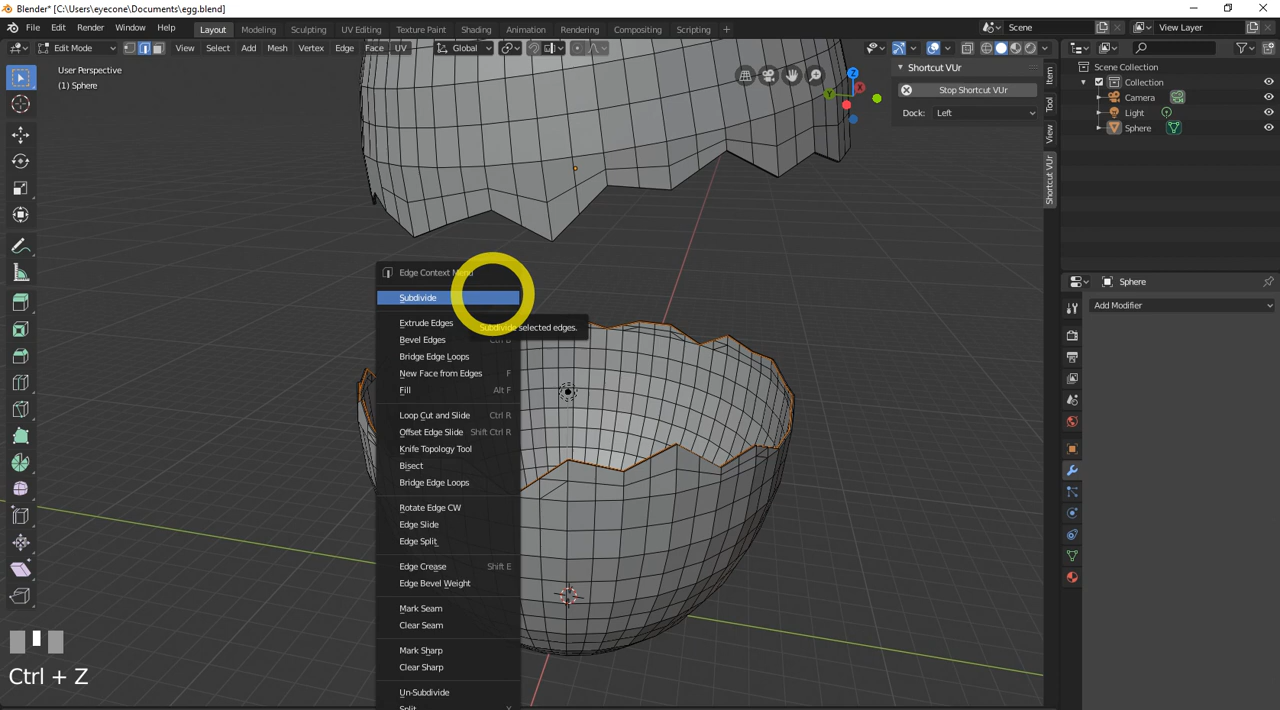 Blender* [C:\Users\eyecone\Documents\egg.blend]
File Edit Render Window Help Layout Modeling Sculpting UV Editing Texture Paint Shading Animation Rendering Compositing Scripting + Scene View Layer
Edit Mode View Select Add Mesh Vertex Edge Face UV Global
User Perspective
(1) Sphere
Z
Y
X
Shortcut VUr
Stop Shortcut VUr
Dock: Left
Item
Tool
View
Shortcut VUr
Scene Collection
Collection
Camera
Light
Sphere
Sphere
Add Modifier
Edge Context Menu
Subdivide
Subdivide selected edges.
Extrude Edges
Bevel Edges Ctrl B
Bridge Edge Loops
New Face from Edges F
Fill Alt F
Loop Cut and Slide Ctrl R
Offset Edge Slide Shift Ctrl R
Knife Topology Tool
Bisect
Bridge Edge Loops
Rotate Edge CW
Edge Slide
Edge Split
Edge Crease Shift E
Edge Bevel Weight
Mark Seam
Clear Seam
Mark Sharp
Clear Sharp
Un-Subdivide
Split Y
Ctrl + Z